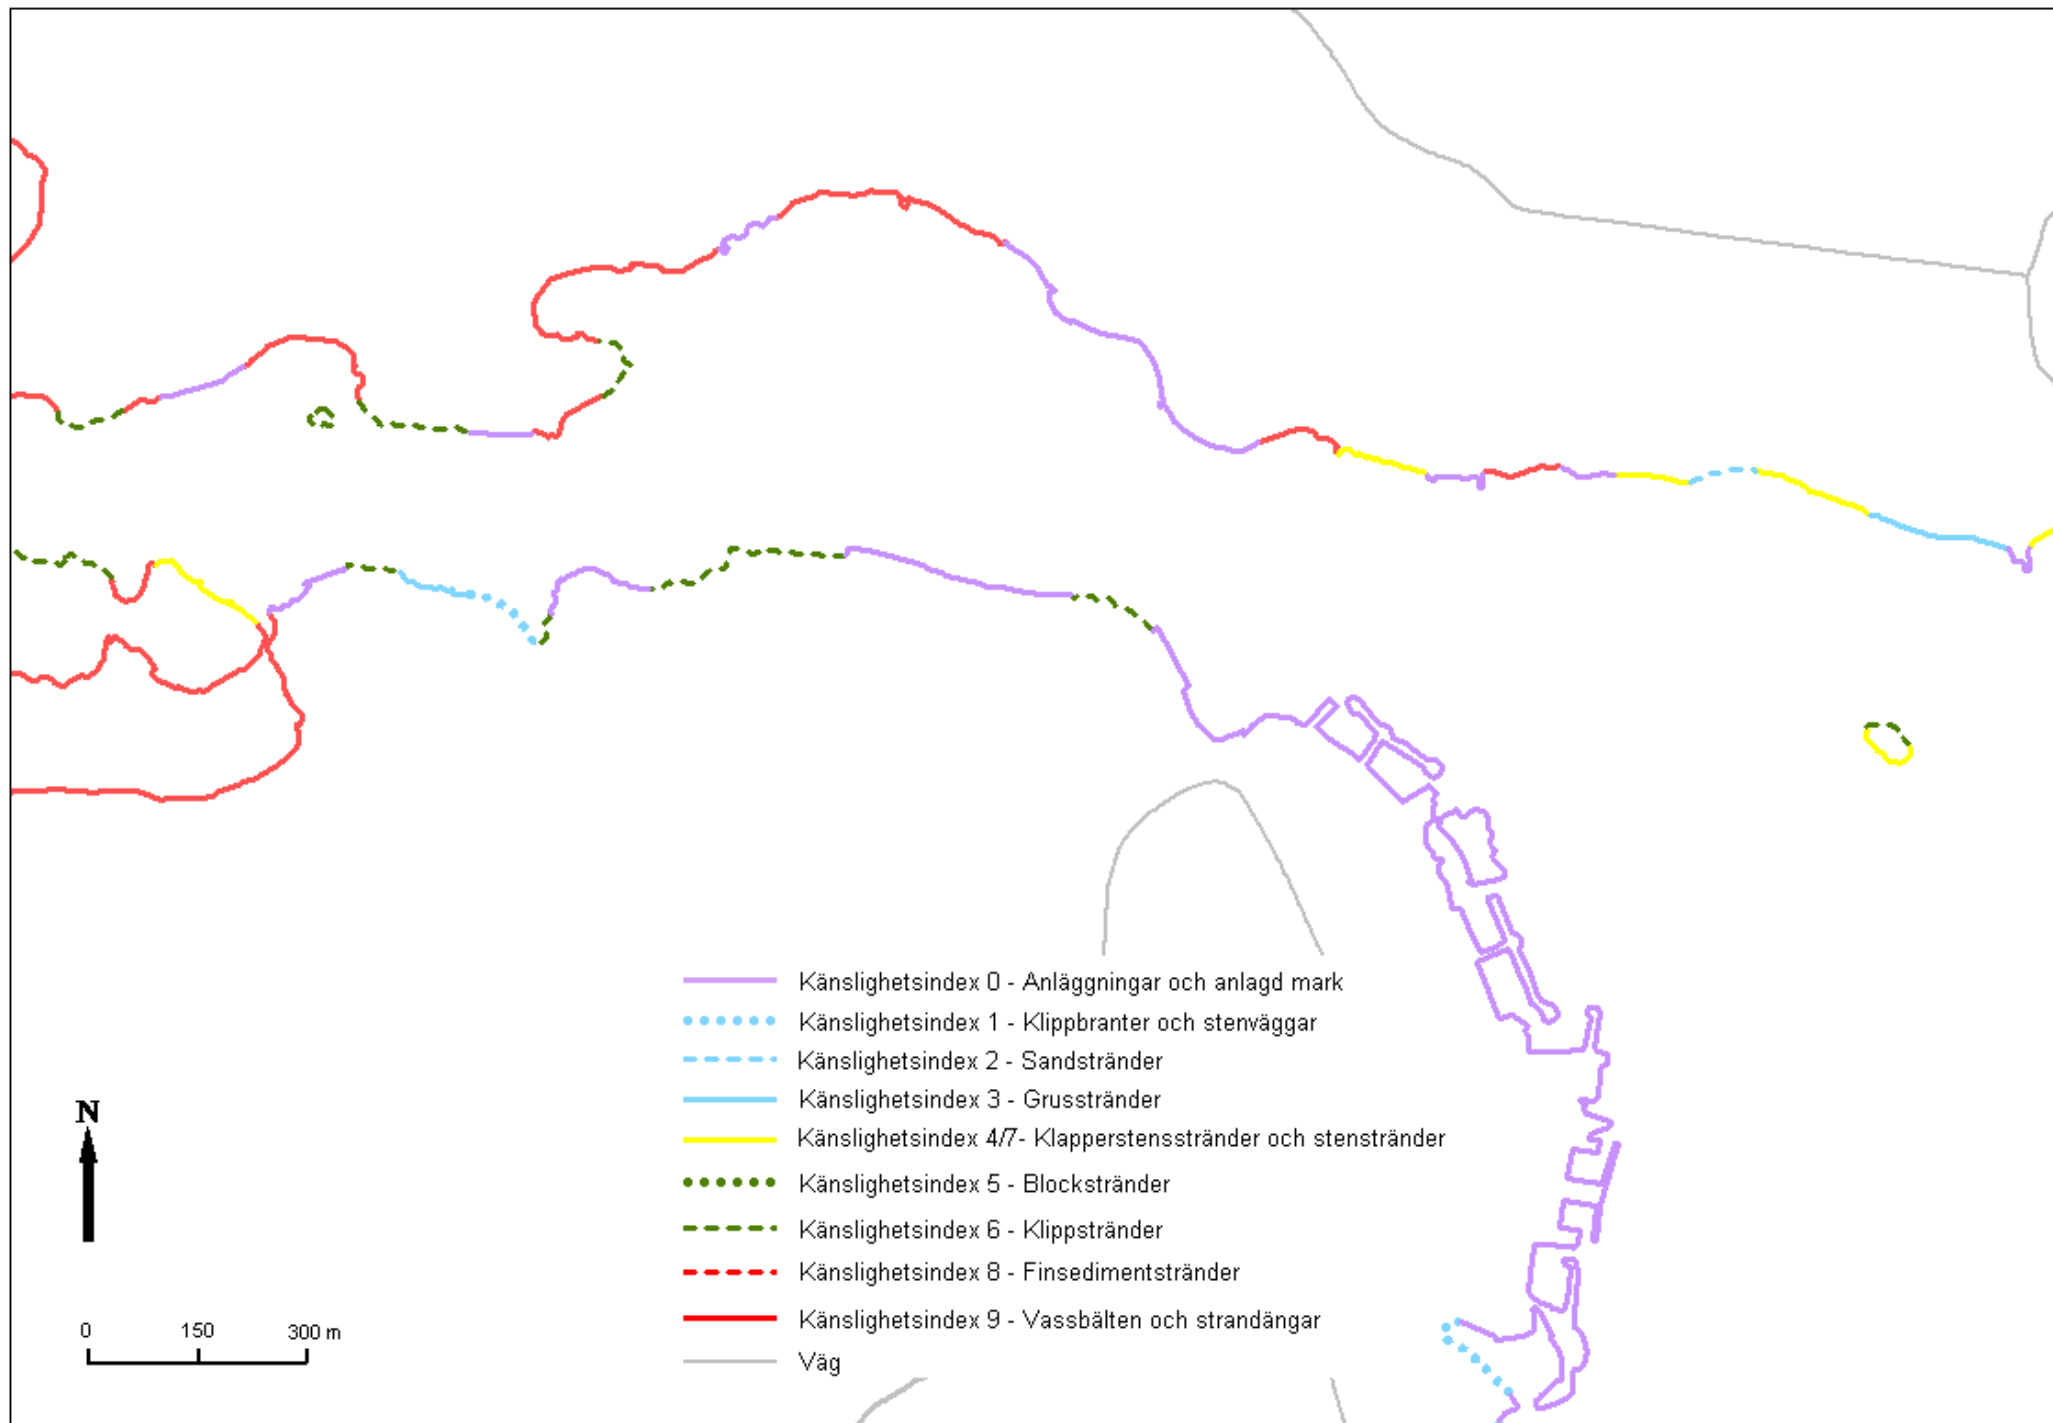 Känslighetsindex 0 - Anläggningar och anlagd mark
Känslighetsindex 1 - Klippbranter och stenväggar
Känslighetsindex 2 - Sandstränder
Känslighetsindex 3 - Grusstränder
Känslighetsindex 4/7- Klapperstensstränder och stenstränder
Känslighetsindex 5 - Blockstränder
Känslighetsindex 6 - Klippstränder
Känslighetsindex 8 - Finsedimentstränder
Känslighetsindex 9 - Vassbälten och strandängar
Väg
N
0 150 300 m